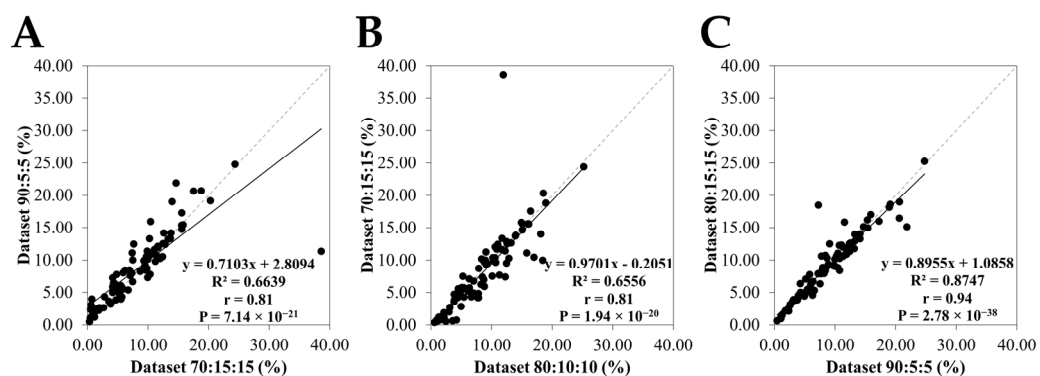 A
40.00
35.00
30.00
25.00
20.00
15.00
10.00
5.00
0.00
Dataset 90:5:5 (%)
y = 0.7103x + 2.8094
R² = 0.6639
r = 0.81
P = 7.14 × 10⁻²¹
0.00 10.00 20.00 30.00 40.00
Dataset 70:15:15 (%)
B
40.00
35.00
30.00
25.00
20.00
15.00
10.00
5.00
0.00
Dataset 70:15:15 (%)
y = 0.9701x - 0.2051
R² = 0.6556
r = 0.81
P = 1.94 × 10⁻²⁰
0.00 10.00 20.00 30.00 40.00
Dataset 80:10:10 (%)
C
40.00
35.00
30.00
25.00
20.00
15.00
10.00
5.00
0.00
Dataset 80:15:15 (%)
y = 0.8955x + 1.0858
R² = 0.8747
r = 0.94
P = 2.78 × 10⁻³⁸
0.00 10.00 20.00 30.00 40.00
Dataset 90:5:5 (%)